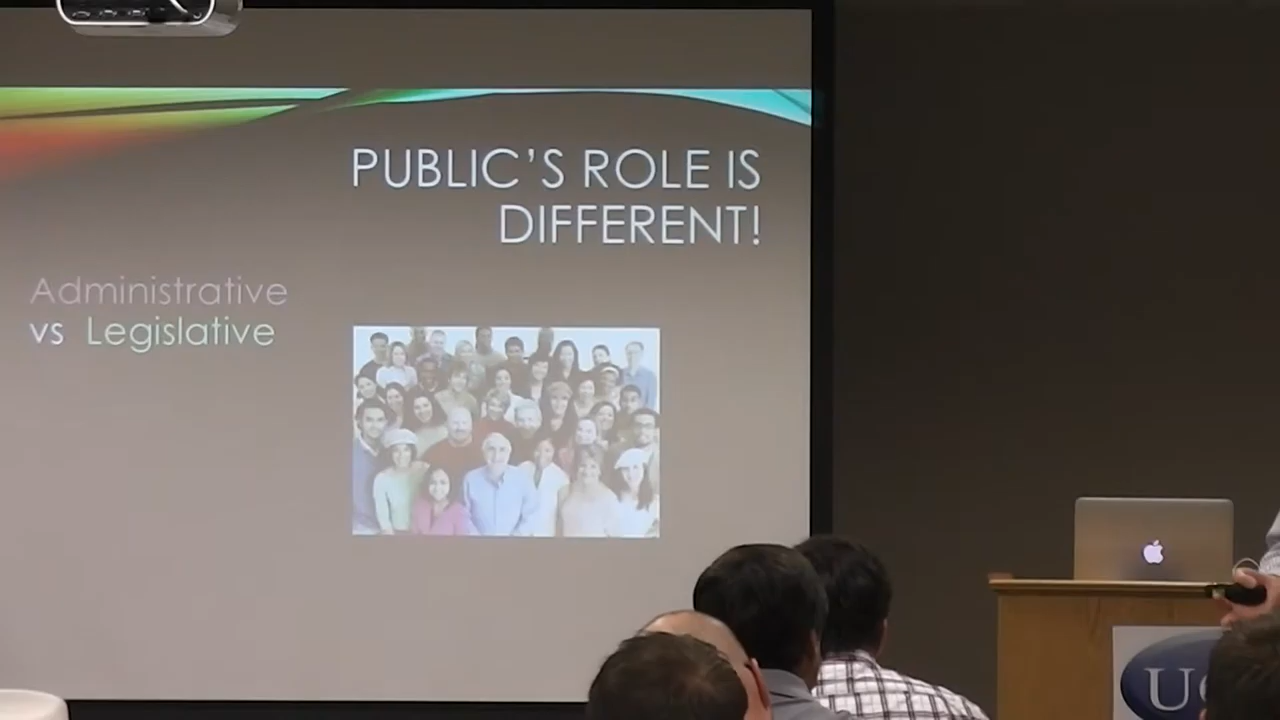 PUBLIC'S ROLE IS
DIFFERENT!
Administrative
vs Legislative
U